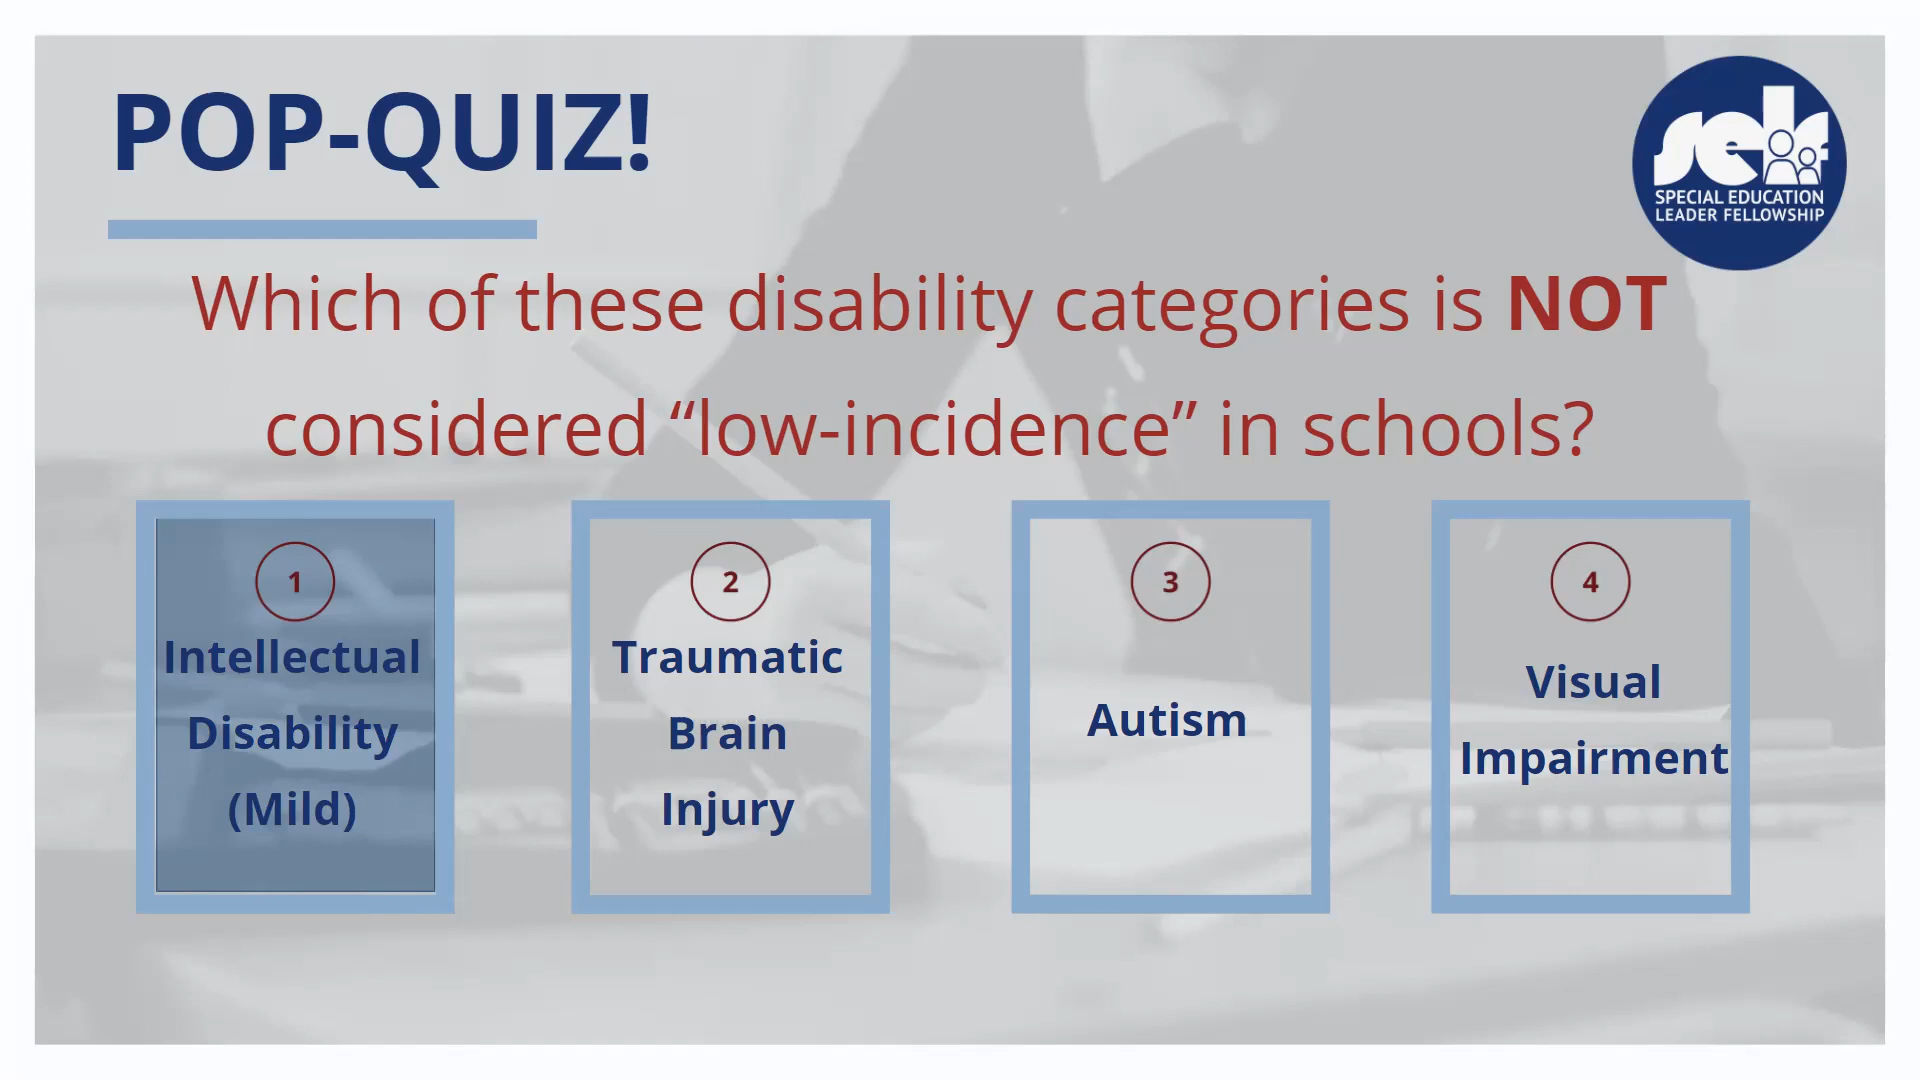 POP-QUIZ!
self
SPECIAL EDUCATION
LEADER FELLOWSHIP
Which of these disability categories is NOT
considered “low-incidence” in schools?
1
Intellectual
Disability
(Mild)
2
Traumatic
Brain
Injury
3
Autism
4
Visual
Impairment